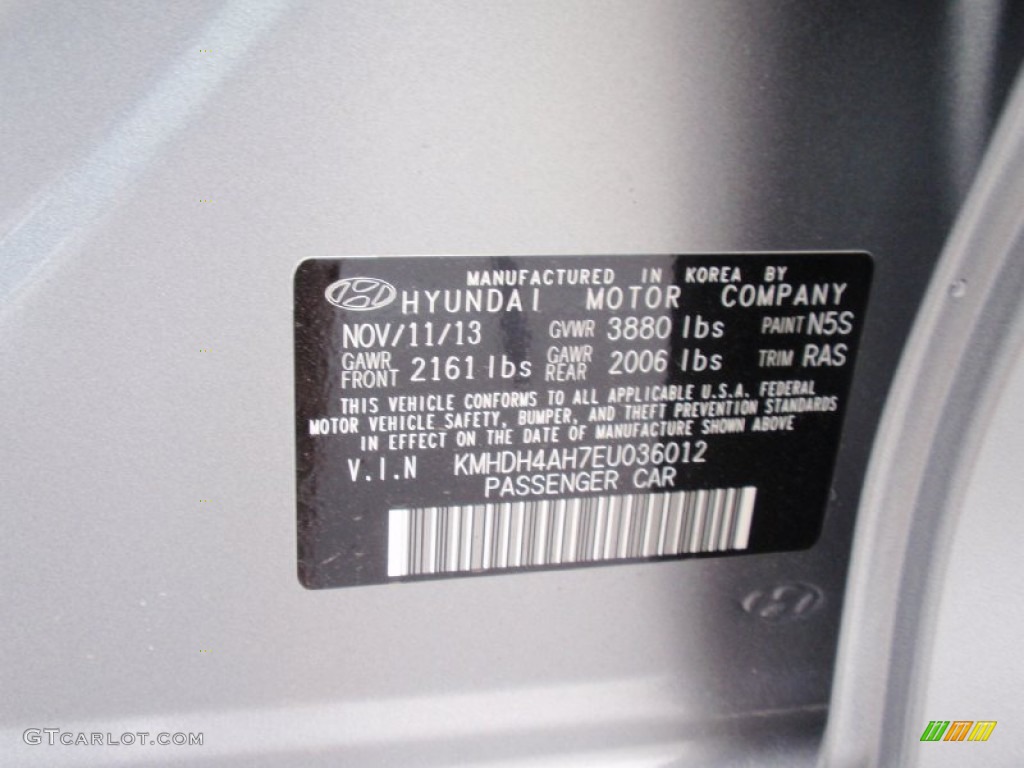 MANUFACTURED IN KOREA BY
HYUNDAI MOTOR COMPANY
NOV/11/13 GVWR 3880 lbs PAINT N5S
GAWR FRONT 2161 lbs GAWR REAR 2006 lbs TRIM RAS
THIS VEHICLE CONFORMS TO ALL APPLICABLE U.S.A. FEDERAL
MOTOR VEHICLE SAFETY, BUMPER, AND THEFT PREVENTION STANDARDS
IN EFFECT ON THE DATE OF MANUFACTURE SHOWN ABOVE
V.I.N KMHDH4AH7EU036012
PASSENGER CAR
GTCARLOT.COM